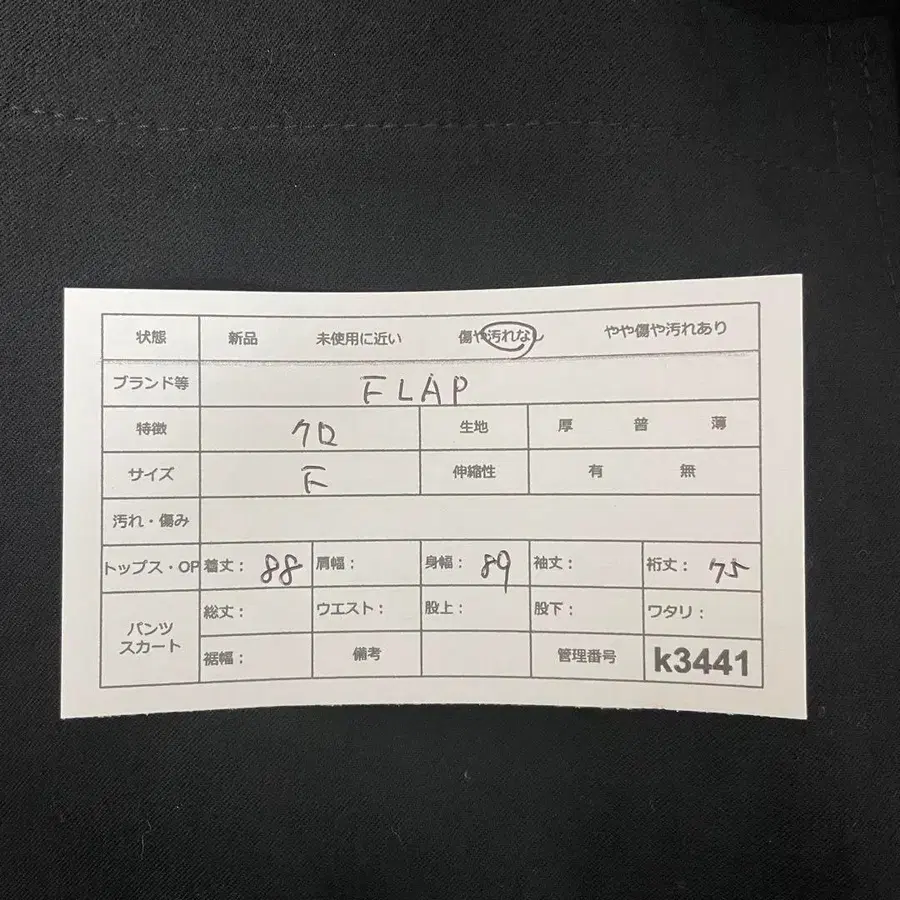 状態 新品 未使用に近い 傷や汚れなし やや傷や汚れあり
ブランド等 FLAP
特徴 クロ 生地 厚 普 薄
サイズ F 伸縮性 有 無
汚れ・傷み
トップス・OP 着丈： 88 肩幅： 身幅： 89 袖丈： 裄丈： 75
パンツ スカート
総丈： ウエスト： 股上： 股下： ワタリ：
裾幅： 備考 管理番号 k3441